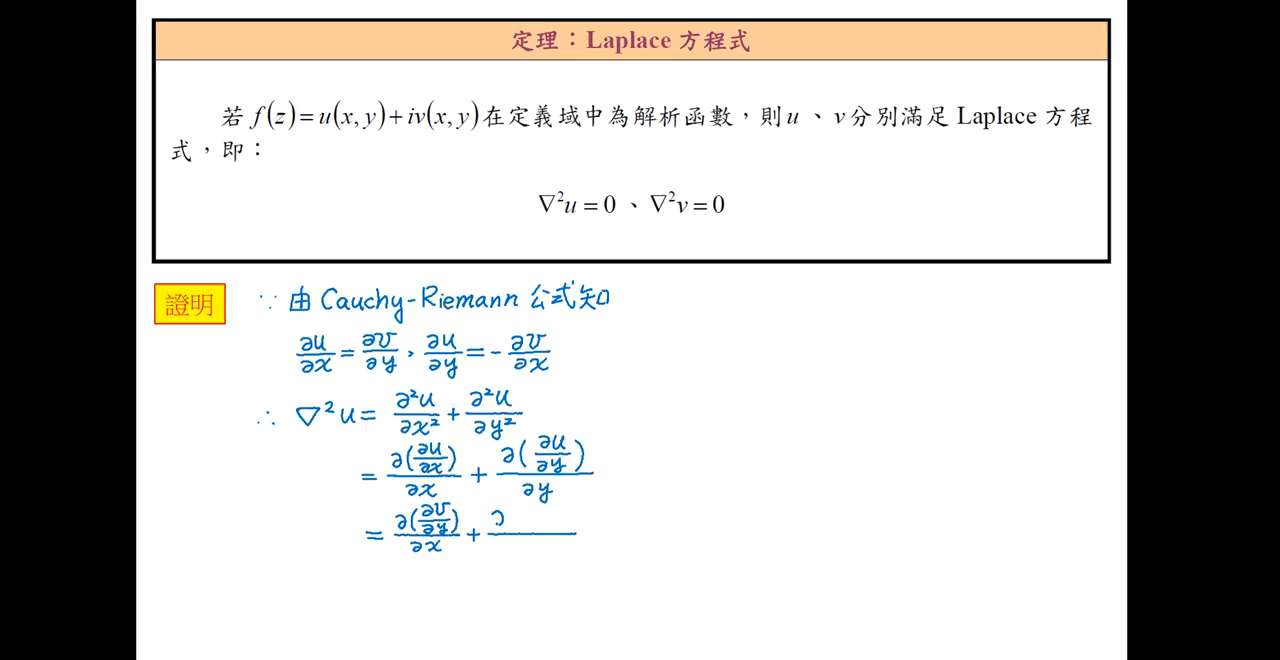 定理：Laplace 方程式
若 f(z)=u(x,y)+iv(x,y)在定義域中為解析函數，則u、v分別滿足 Laplace 方程
式，即：
∇²u=0、∇²v=0
證明
∵ 由 Cauchy-Riemann 公式知
∂u/∂x = ∂v/∂y , ∂u/∂y = - ∂v/∂x
∴ ∇²u = ∂²u/∂x² + ∂²u/∂y²
= ∂(∂u/∂x)/∂x + ∂(∂u/∂y)/∂y
= ∂(∂v/∂y)/∂x +